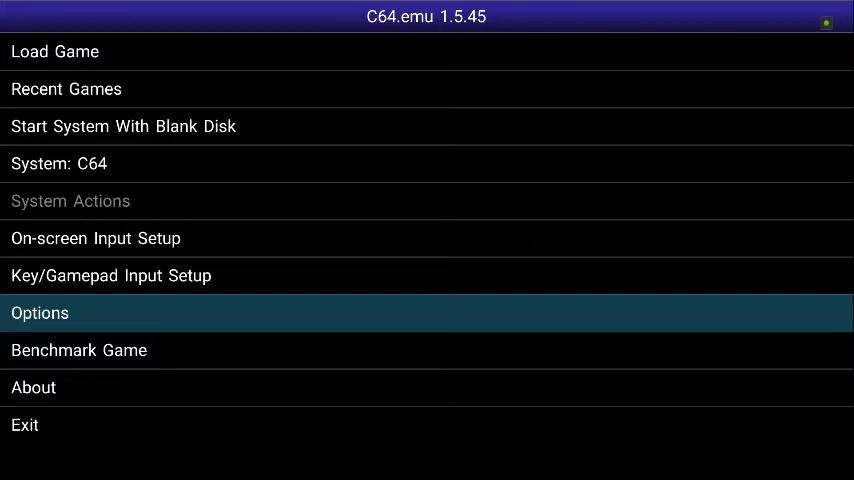 C64.emu 1.5.45
Load Game
Recent Games
Start System With Blank Disk
System: C64
System Actions
On-screen Input Setup
Key/Gamepad Input Setup
Options
Benchmark Game
About
Exit